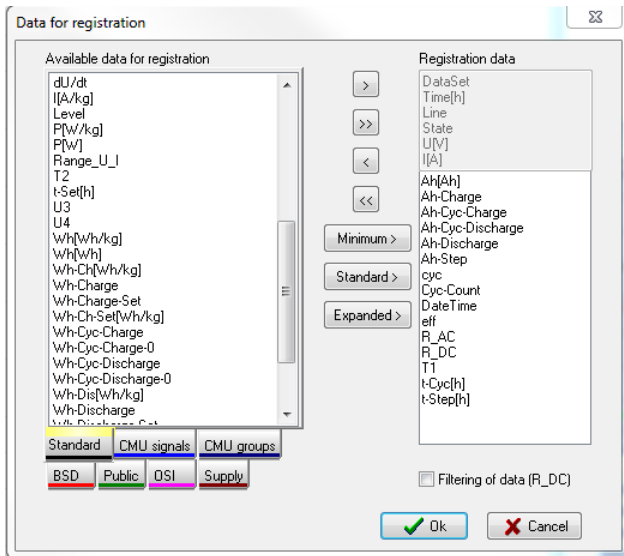 Data for registration
Available data for registration
dU/dt
I[A/kg]
Level
P[W/kg]
P[W]
Range_U_I
T2
t-Set[h]
U3
U4
Wh[Wh/kg]
Wh[Wh]
Wh-Ch[Wh/kg]
Wh-Charge
Wh-Charge-Set
Wh-Ch-Set[Wh/kg]
Wh-Cyc-Charge
Wh-Cyc-Charge-0
Wh-Cyc-Discharge
Wh-Cyc-Discharge-0
Wh-Dis[Wh/kg]
Wh-Discharge
Wh-Discharge-Set
Standard
CMU signals
CMU groups
BSD
Public
OSI
Supply
>
>>
<
<<
Minimum >
Standard >
Expanded >
Registration data
DataSet
Time[h]
Line
State
U[V]
I[A]
Ah[Ah]
Ah-Charge
Ah-Cyc-Charge
Ah-Cyc-Discharge
Ah-Discharge
Ah-Step
cyc
Cyc-Count
DateTime
eff
R_AC
R_DC
T1
t-Cyc[h]
t-Step[h]
Filtering of data (R_DC)
Ok
Cancel